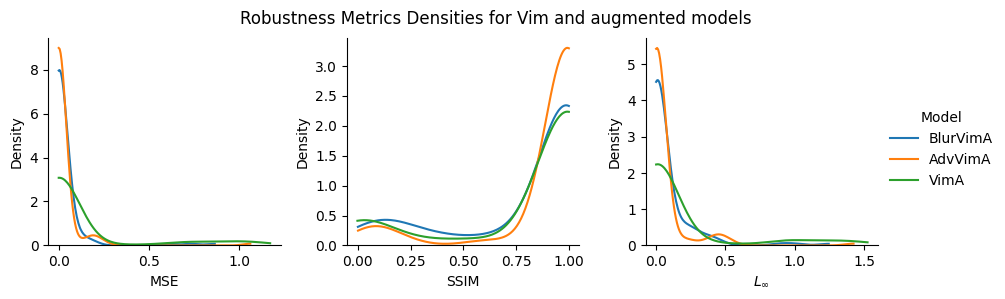 Robustness Metrics Densities for Vim and augmented models
Density
8
6
4
2
0
0.0
0.5
1.0
MSE
Density
3.0
2.5
2.0
1.5
1.0
0.5
0.0
0.00
0.25
0.50
0.75
1.00
SSIM
Density
5
4
3
2
1
0
0.0
0.5
1.0
1.5
L∞
Model
BlurVimA
AdvVimA
VimA